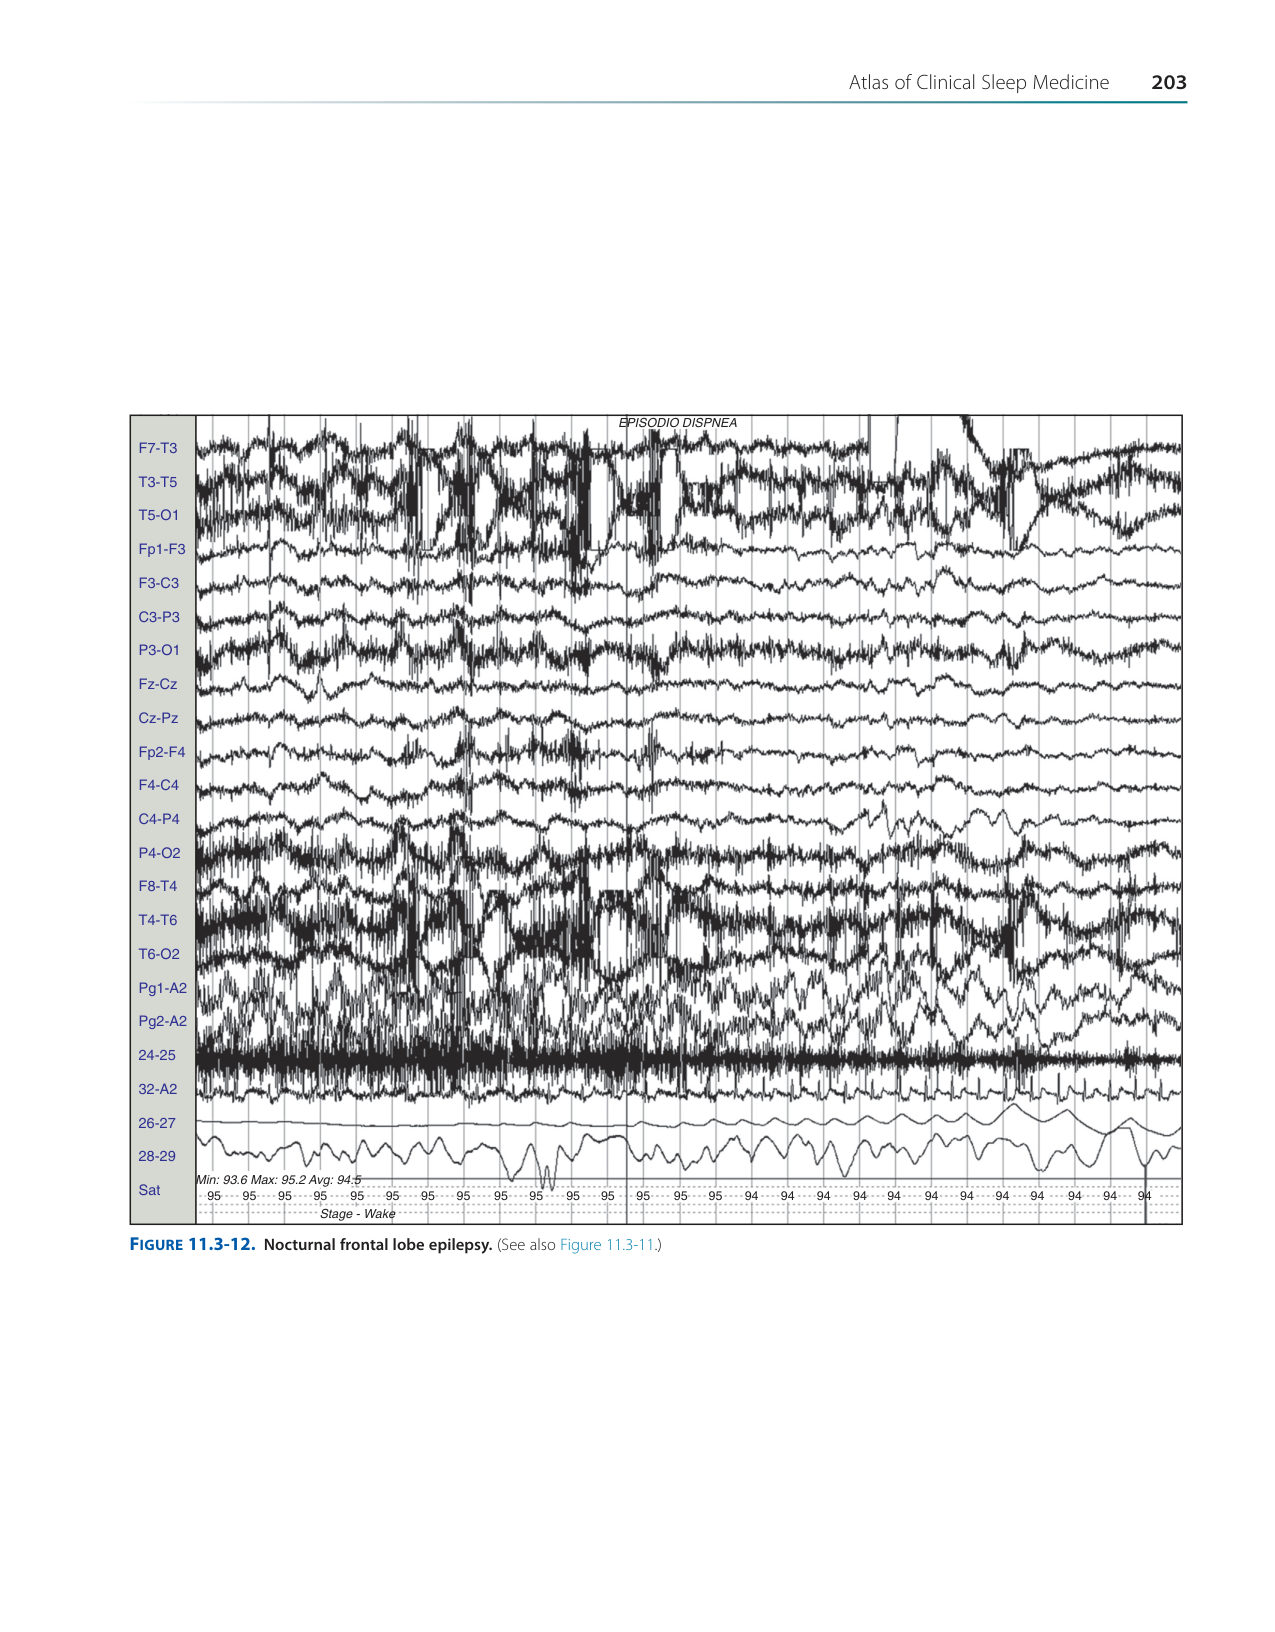 Atlas of Clinical Sleep Medicine 203
EPISODIO DISPNEA
F7-T3
T3-T5
T5-O1
Fp1-F3
F3-C3
C3-P3
P3-O1
Fz-Cz
Cz-Pz
Fp2-F4
F4-C4
C4-P4
P4-O2
F8-T4
T4-T6
T6-O2
Pg1-A2
Pg2-A2
24-25
32-A2
26-27
28-29
Min: 93.6 Max: 95.2 Avg: 94.5
Sat
95 95 95 95 95 95 95 95 95 95 95 95 95 95 95 94 94 94 94 94 94 94 94 94 94 94 94
Stage - Wake
FIGURE 11.3-12. Nocturnal frontal lobe epilepsy. (See also Figure 11.3-11.)